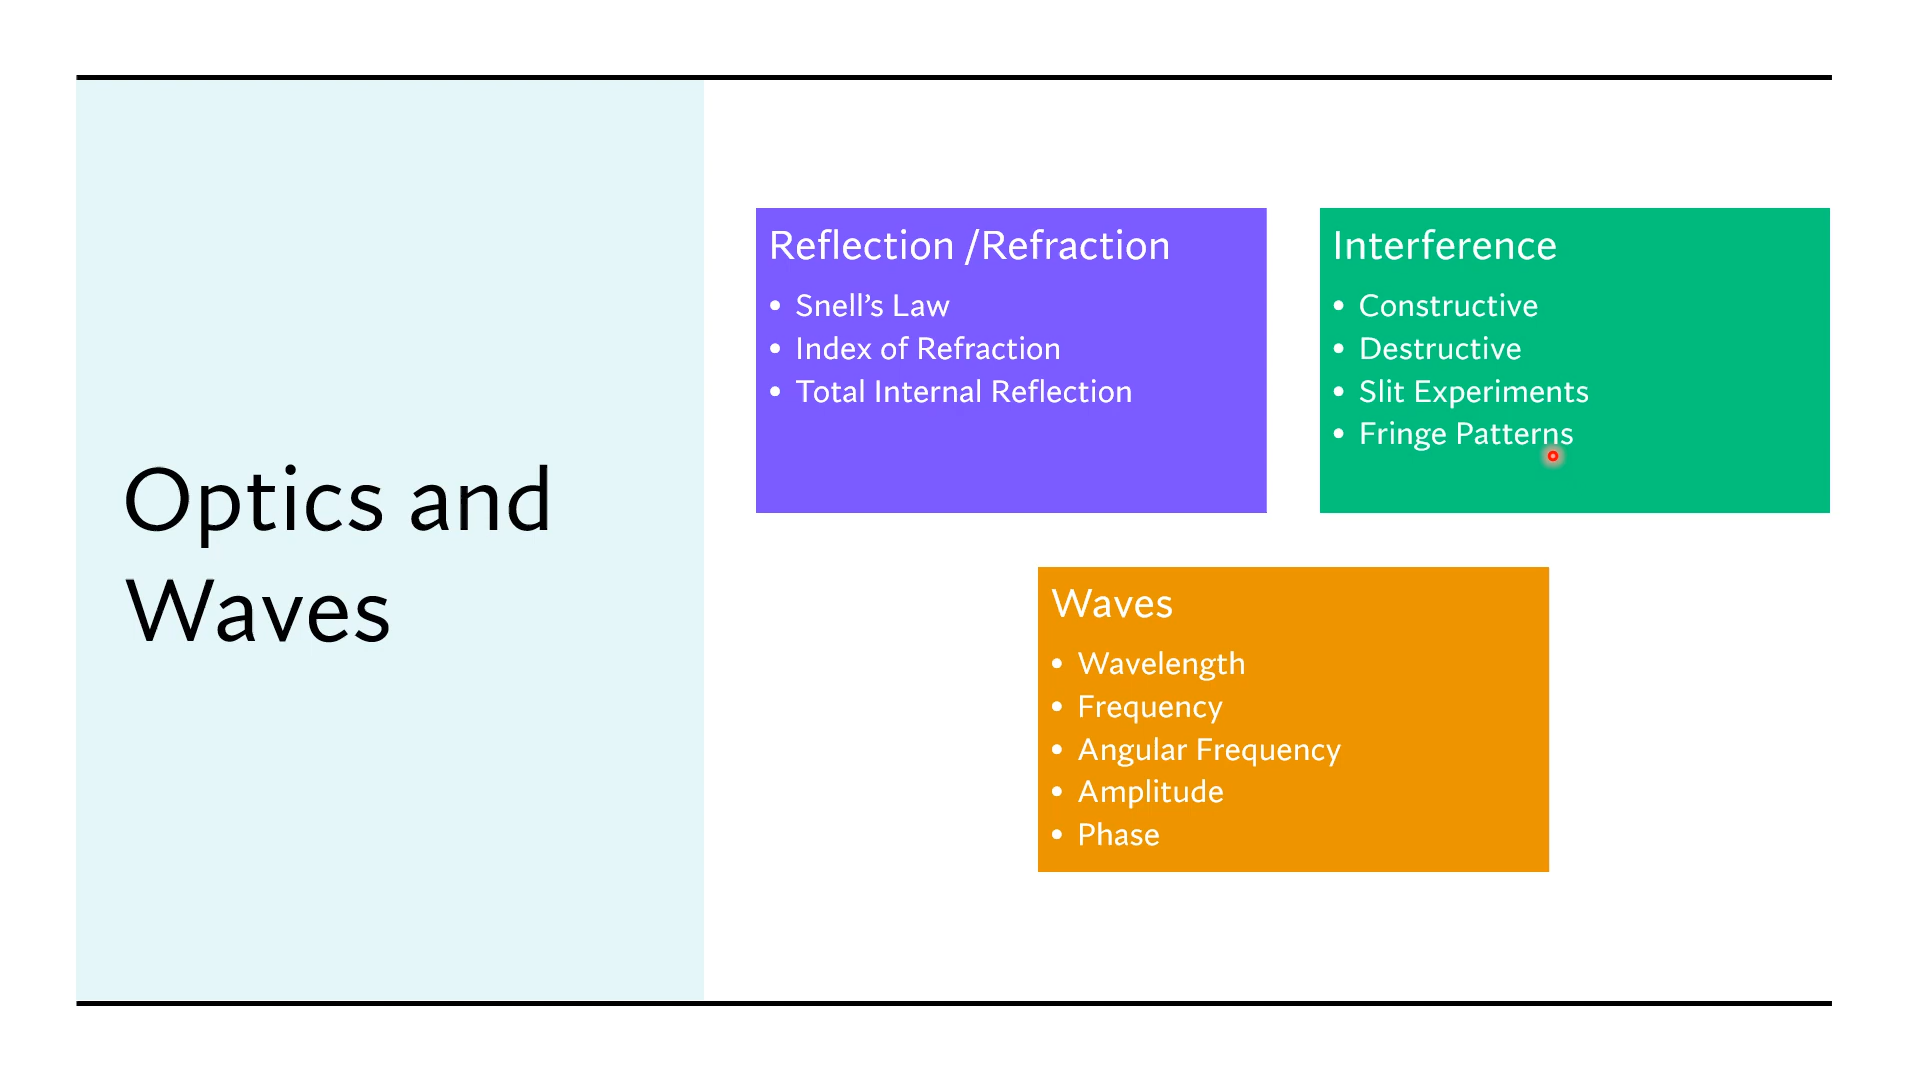 Optics and
Waves
Reflection /Refraction
• Snell’s Law
• Index of Refraction
• Total Internal Reflection
Interference
• Constructive
• Destructive
• Slit Experiments
• Fringe Patterns
Waves
• Wavelength
• Frequency
• Angular Frequency
• Amplitude
• Phase